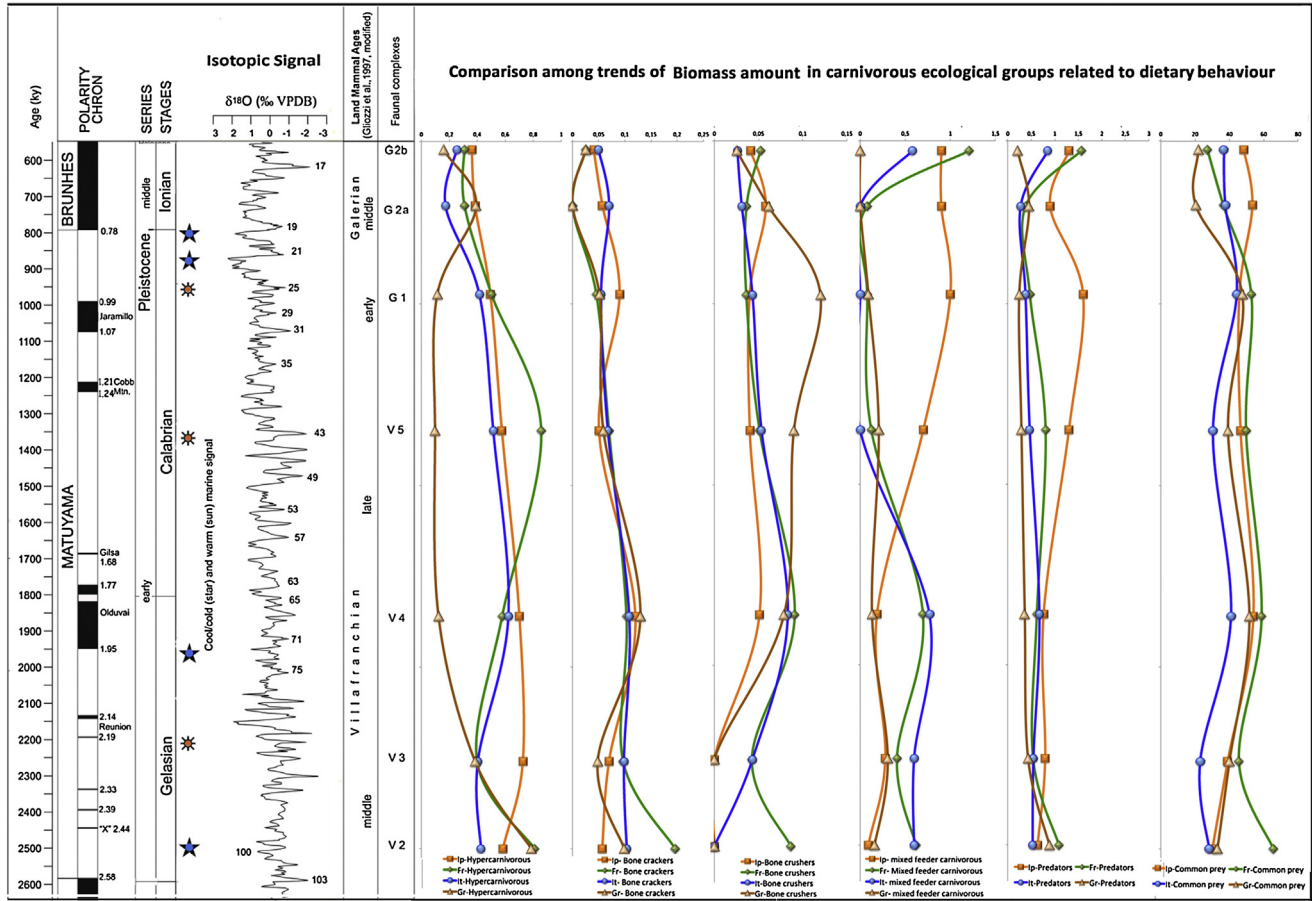 Isotopic Signal
δ18O (‰ VPDB)
3 2 1 0 -1 -2 -3
Age (ky)
POLARITY CHRON
SERIES
STAGES
Land Mammal Ages
(Gliozzi et al.,1997, modified)
Faunal complexes
Comparison among trends of Biomass amount in carnivorous ecological groups related to dietary behaviour
0 0,2 0,4 0,6 0,8 1
0 0,05 0,1 0,15 0,2 0,25
0 0,05 0,1 0,15
0 0,5 1 1,5
0 0,5 1 1,5 2 2,5 3
0 20 40 60 80
600
700
800
900
1000
1100
1200
1300
1400
1500
1600
1700
1800
1900
2000
2100
2200
2300
2400
2500
2600
BRUNHES
MATUYAMA
0.78
0.99
Jaramillo
1.07
1.21 Cobb
1.24 Mtn.
Gilsa
1.68
1.77
Olduvai
1.95
2.14
Reunion
2.19
2.33
2.39
"X" 2.44
2.58
Pleistocene
middle
early
Ionian
Calabrian
Gelasian
Cool/cold (star) and warm (sun) marine signal
17
19
21
25
29
31
35
43
49
53
57
63
65
71
75
100
103
Galerian
middle
early
Villafranchian
late
middle
G2b
G 2a
G 1
V 5
V 4
V 3
V 2
Ip-Hypercarnivorous
Fr-Hypercarnivorous
It-Hypercarnivorous
Gr-Hypercarnivorous
Ip- Bone crackers
Fr- Bone crackers
It- Bone crackers
Gr- Bone crackers
Ip-Bone crushers
Fr-Bone crushers
It-Bone crushers
Gr-Bone crushers
Ip- mixed feeder carnivorous
Fr- Mixed feeder carnivorous
It- mixed feeder carnivorous
Gr- mixed feeder carnivorous
Ip-Predators Fr-Predators
It-Predators Gr-Predators
Ip-Common prey Fr-Common prey
It-Common prey Gr-Common prey